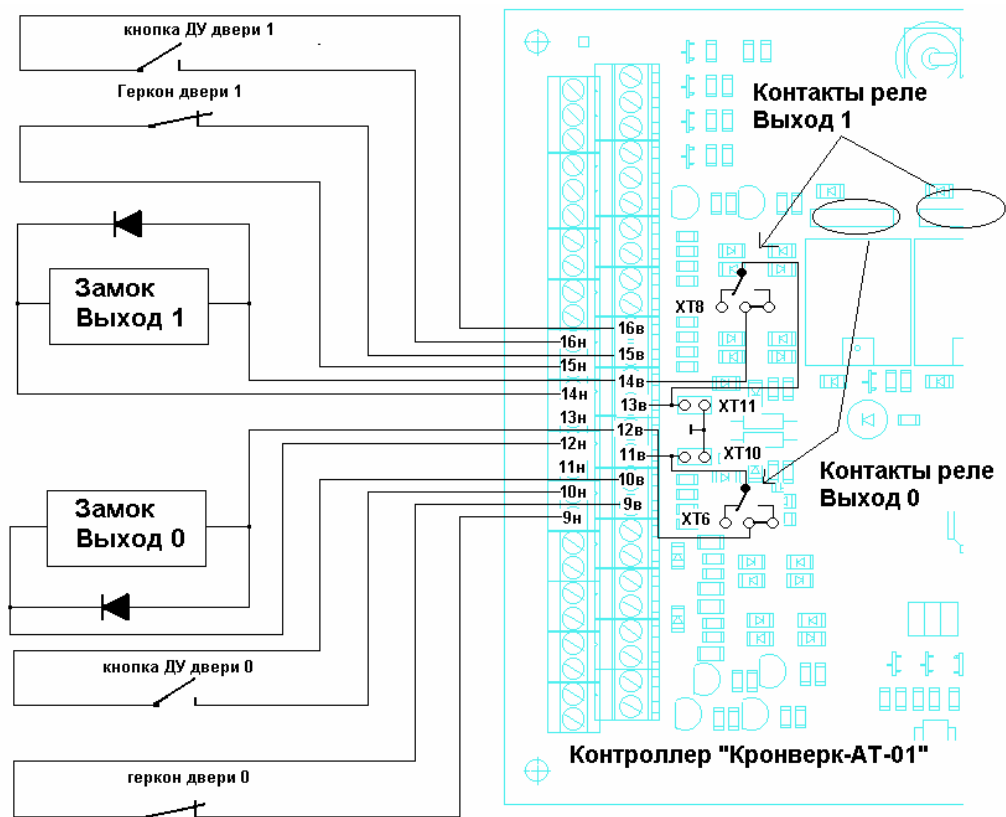 кнопка ДУ двери 1
Геркон двери 1
Контакты реле
Выход 1
Замок
Выход 1
XT8
16в
16н
15в
15н
14в
14н
13в
XT11
13н
12в
12н
11в
XT10
11н
10в
10н
9в
9н
XT6
Контакты реле
Выход 0
Замок
Выход 0
кнопка ДУ двери 0
Контроллер "Кронверк-АТ-01"
геркон двери 0